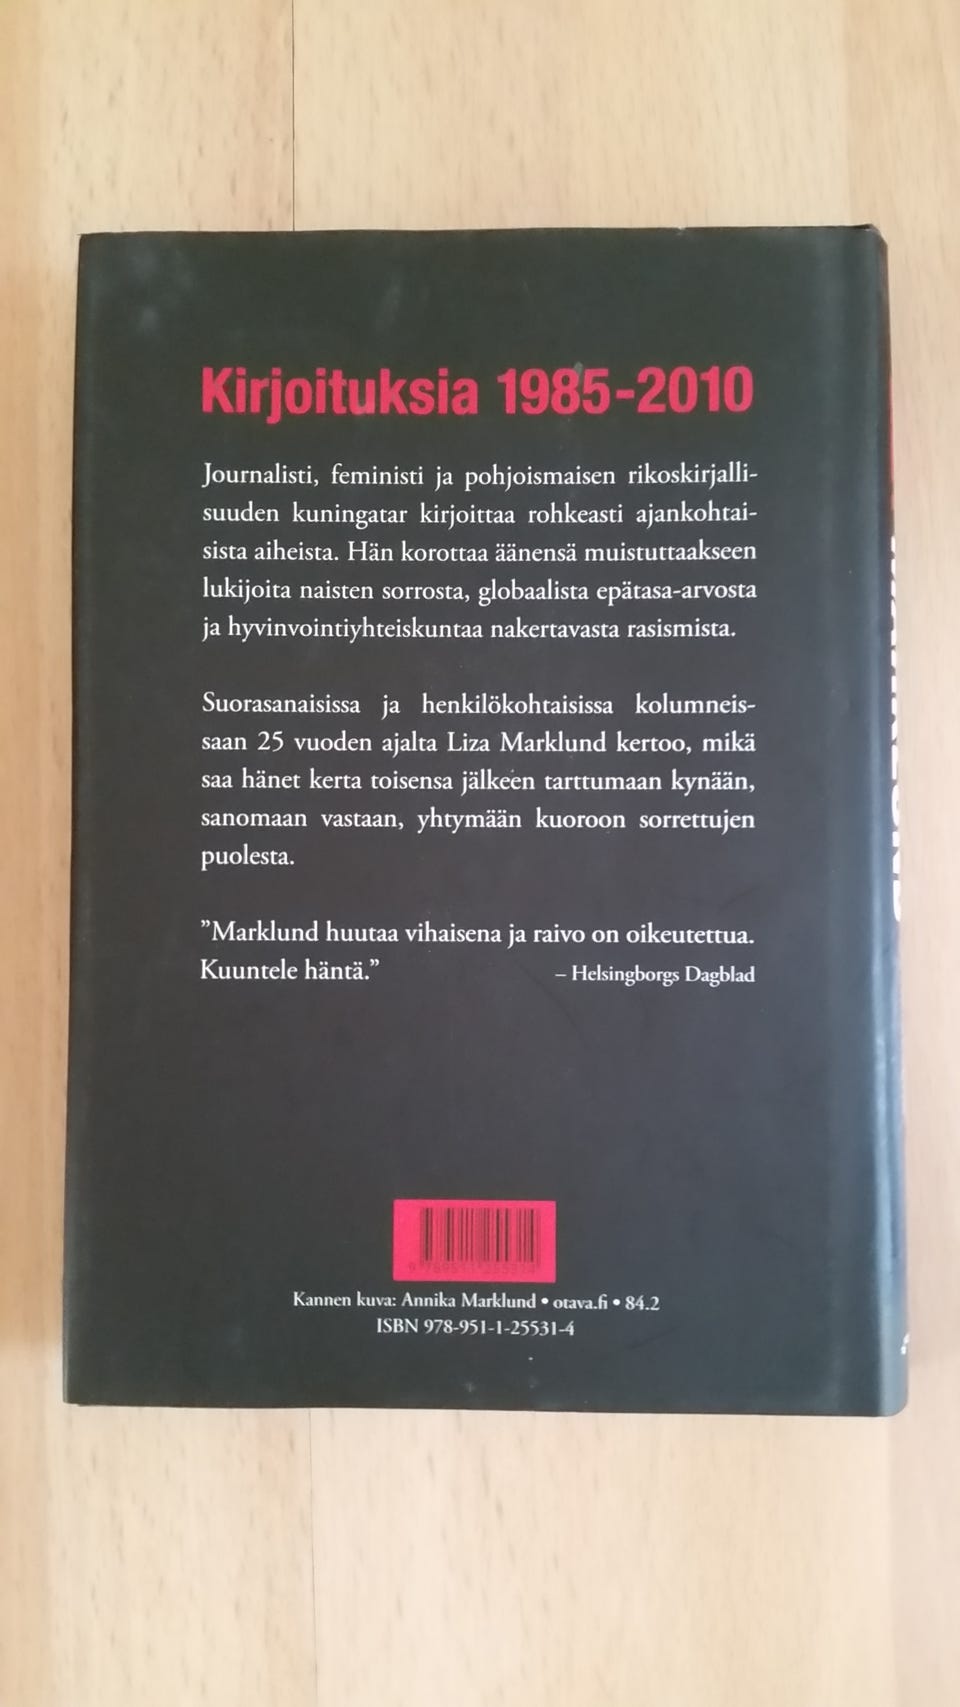 Kirjoituksia 1985-2010
Journalisti, feministi ja pohjoismaisen rikoskirjalli-
suuden kuningatar kirjoittaa rohkeasti ajankohtai-
sista aiheista. Hän korottaa äänensä muistuttaakseen
lukijoita naisten sorrosta, globaalista epätasa-arvosta
ja hyvinvointiyhteiskuntaa nakertavasta rasismista.
Suorasanaisissa ja henkilökohtaisissa kolumneis-
saan 25 vuoden ajalta Liza Marklund kertoo, mikä
saa hänet kerta toisensa jälkeen tarttumaan kynään,
sanomaan vastaan, yhtymään kuoroon sorrettujen
puolesta.
”Marklund huutaa vihaisena ja raivo on oikeutettua.
Kuuntele häntä.” – Helsingborgs Dagblad
9 789511 255314
Kannen kuva: Annika Marklund • otava.fi • 84.2
ISBN 978-951-1-25531-4